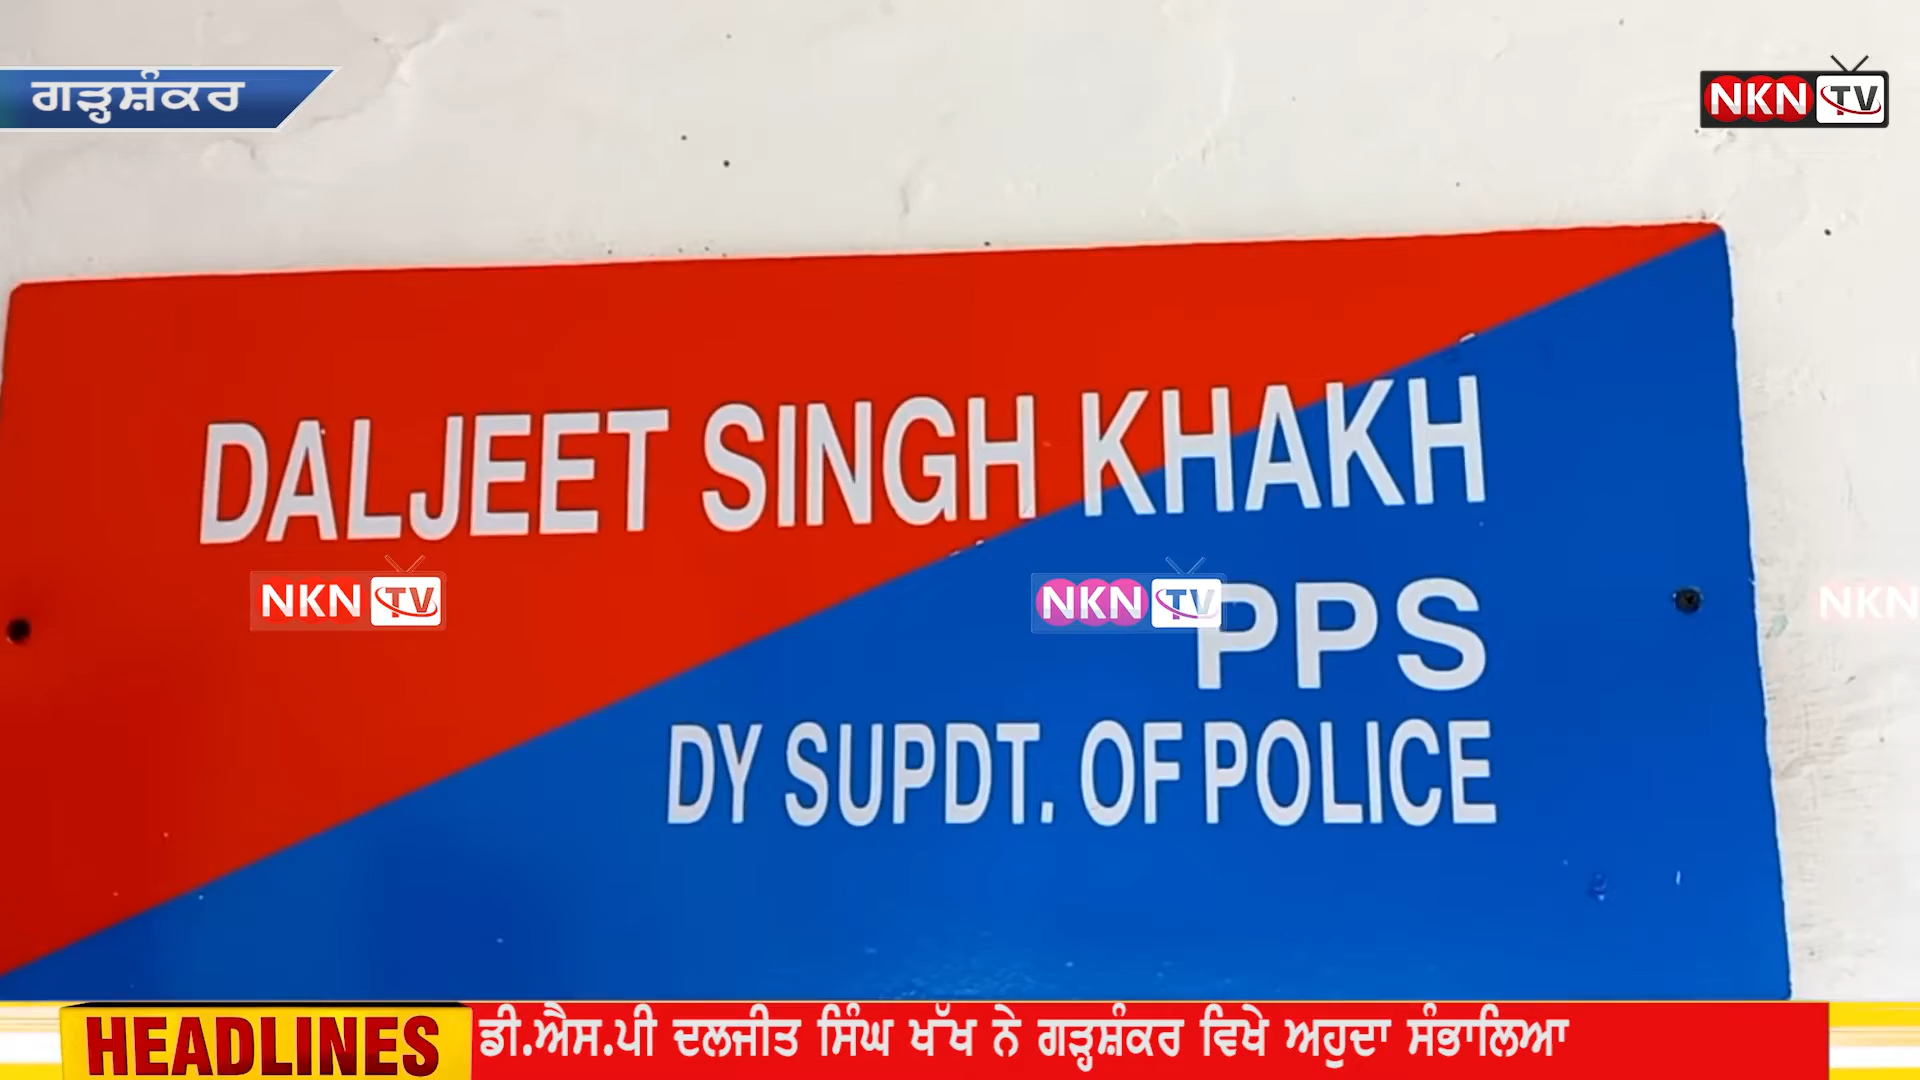 ਗੜ੍ਹਸ਼ੰਕਰ
NKN TV
DALJEET SINGH KHAKH
NKN TV
NKN TV
NKN
PPS
DY SUPDT. OF POLICE
HEADLINES
ਡੀ.ਐਸ.ਪੀ ਦਲਜੀਤ ਸਿੰਘ ਖੱਖ ਨੇ ਗੜ੍ਹਸ਼ੰਕਰ ਵਿਖੇ ਅਹੁਦਾ ਸੰਭਾਲਿਆ